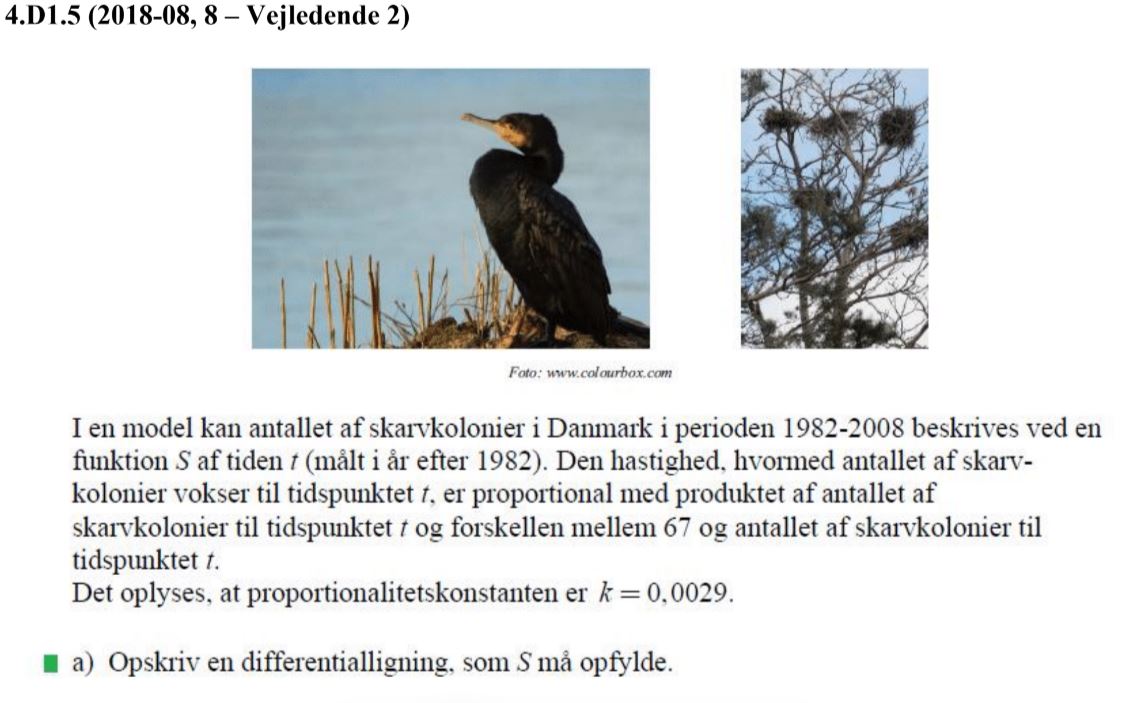 4.D1.5 (2018-08, 8 – Vejledende 2)
Foto: www.colourbox.com
I en model kan antallet af skarvkolonier i Danmark i perioden 1982-2008 beskrives ved en
funktion S af tiden t (målt i år efter 1982). Den hastighed, hvormed antallet af skarv-
kolonier vokser til tidspunktet t, er proportional med produktet af antallet af
skarvkolonier til tidspunktet t og forskellen mellem 67 og antallet af skarvkolonier til
tidspunktet t.
Det oplyses, at proportionalitetskonstanten er k = 0,0029.
a) Opskriv en differentialligning, som S må opfylde.